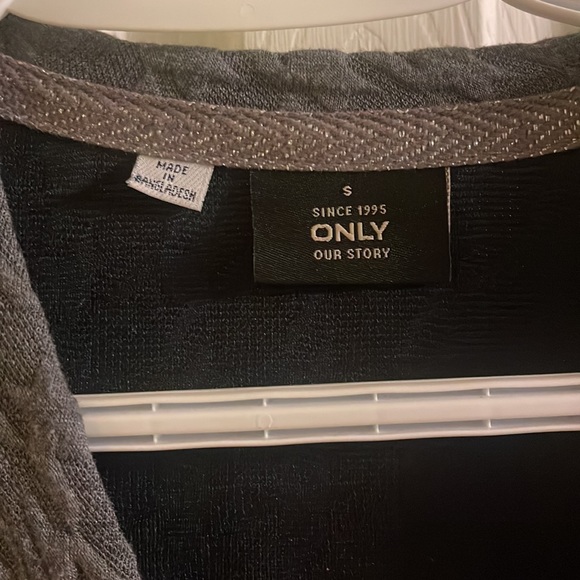 MADE
IN
BANGLADESH
S
SINCE 1995
ONLY
OUR STORY